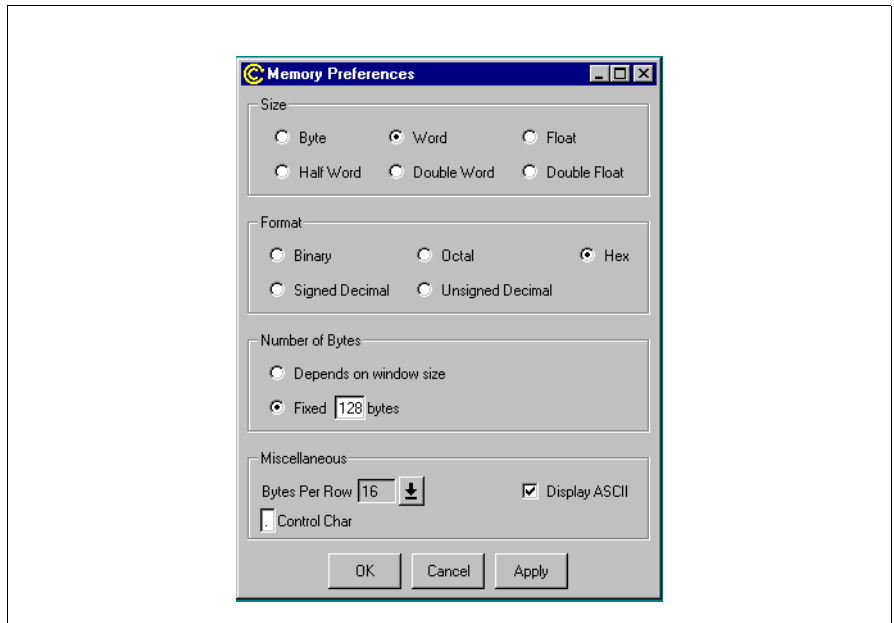 Memory Preferences
Size
Byte Word Float
Half Word Double Word Double Float
Format
Binary Octal Hex
Signed Decimal Unsigned Decimal
Number of Bytes
Depends on window size
Fixed 128 bytes
Miscellaneous
Bytes Per Row 16 Display ASCII
. Control Char
OK Cancel Apply